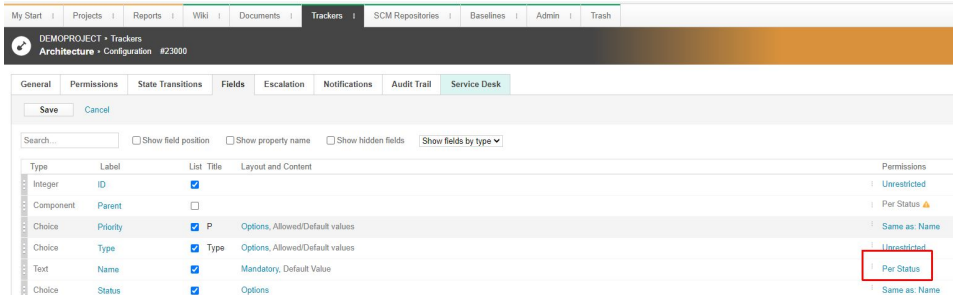 My Start Projects Reports Wiki Documents Trackers SCM Repositories Baselines Admin Trash
DEMOPROJECT • Trackers
Architecture • Configuration #23000
General Permissions State Transitions Fields Escalation Notifications Audit Trail Service Desk
Save Cancel
Search... Show field position Show property name Show hidden fields Show fields by type
Type Label List Title Layout and Content Permissions
Integer ID Unrestricted
Component Parent Per Status
Choice Priority P Options, Allowed/Default values Same as: Name
Choice Type Type Options, Allowed/Default values Unrestricted
Text Name Mandatory, Default Value Per Status
Choice Status Options Same as: Name